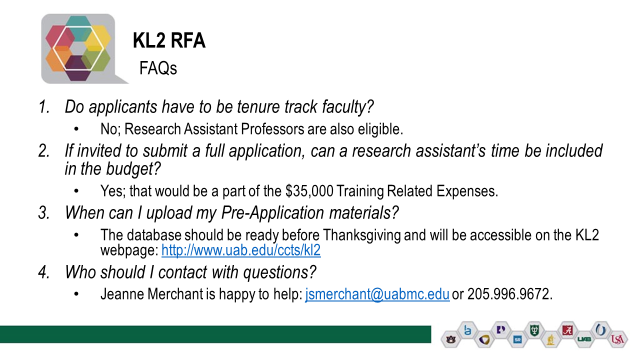 KL2 RFA
FAQs
1. Do applicants have to be tenure track faculty?
• No; Research Assistant Professors are also eligible.
2. If invited to submit a full application, can a research assistant's time be included
in the budget?
• Yes; that would be a part of the $35,000 Training Related Expenses.
3. When can I upload my Pre-Application materials?
• The database should be ready before Thanksgiving and will be accessible on the KL2
webpage: http://www.uab.edu/ccts/kl2
4. Who should I contact with questions?
• Jeanne Merchant is happy to help: jsmerchant@uabmc.edu or 205.996.9672.